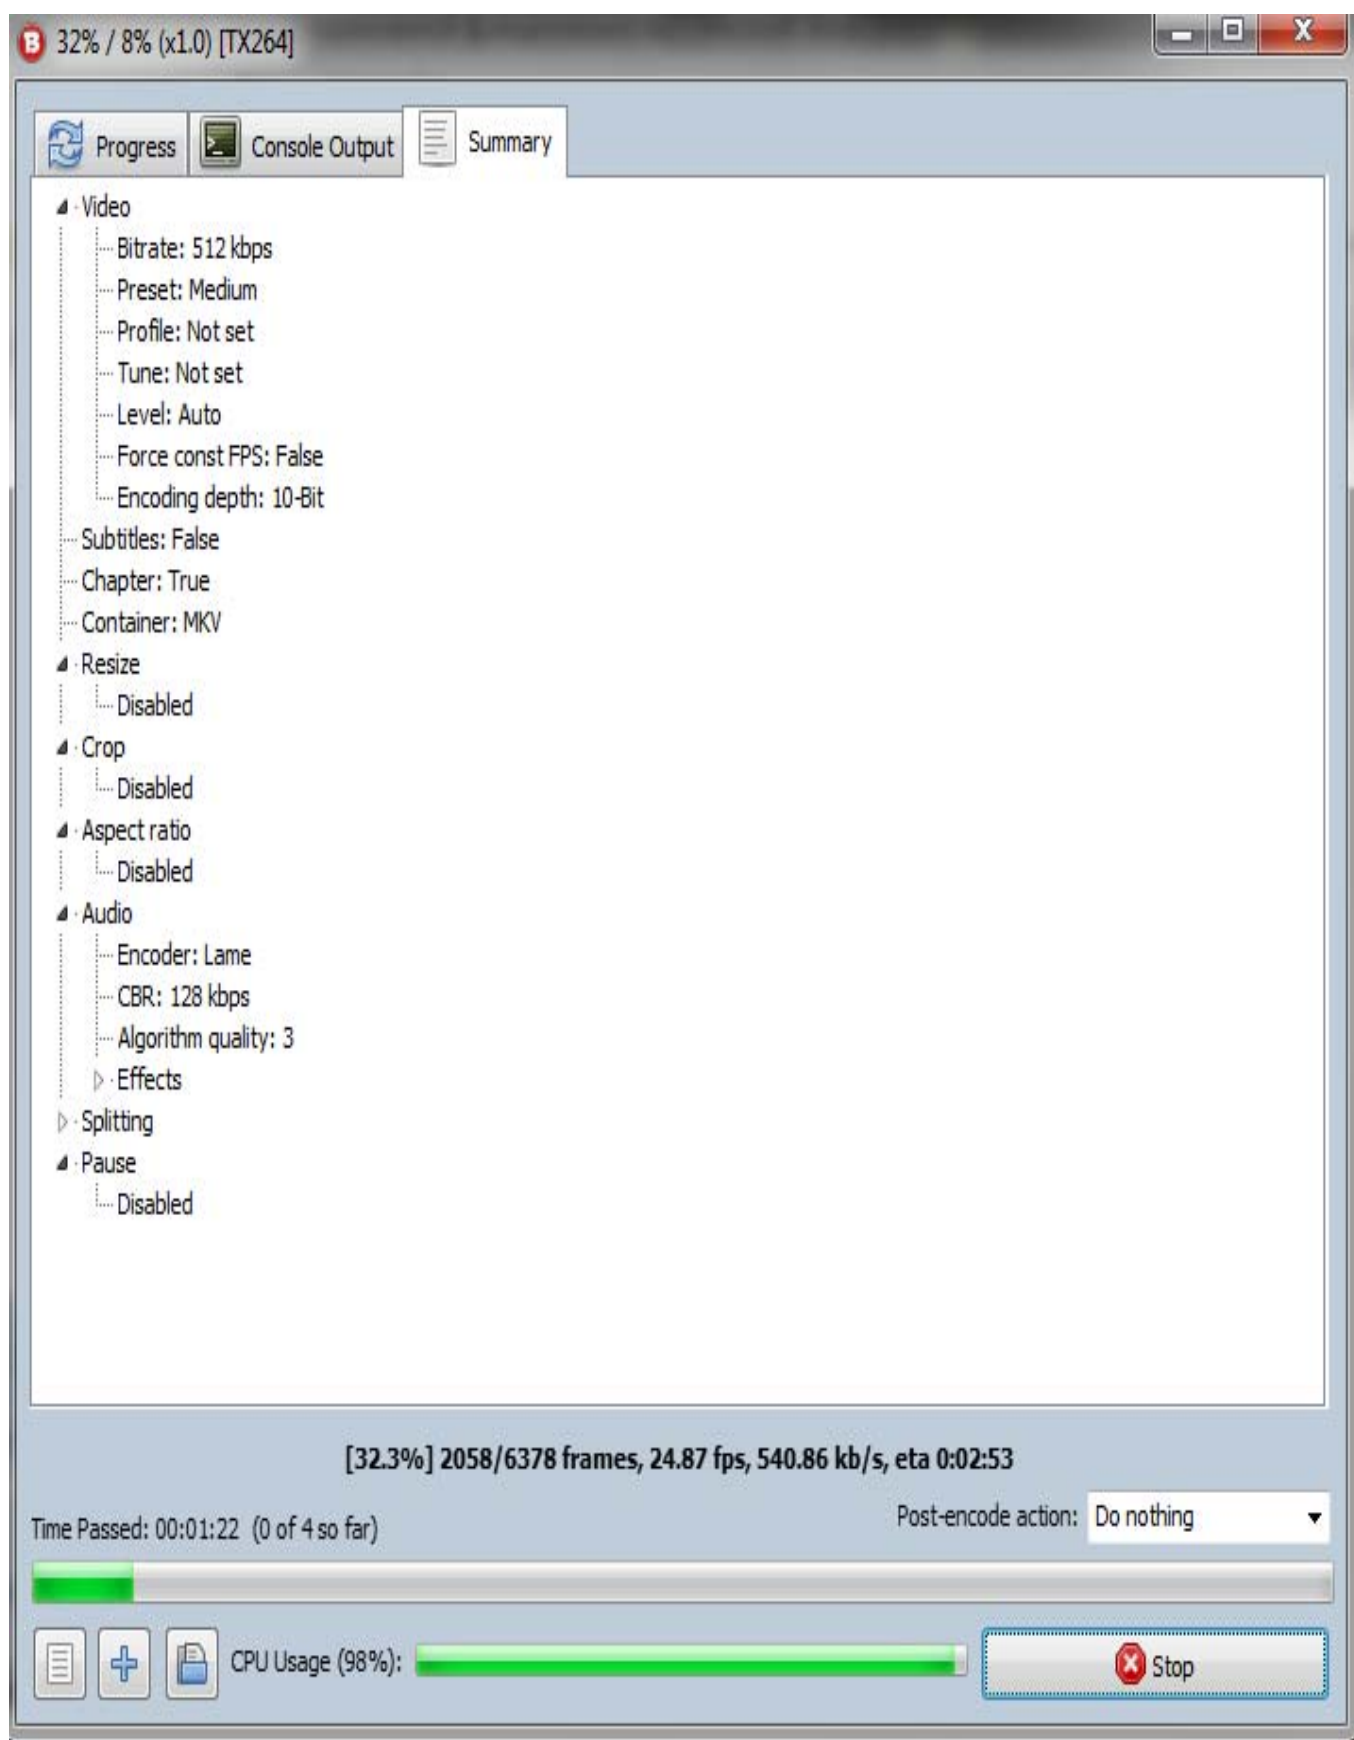 32% / 8% (x1.0) [TX264]
Progress Console Output Summary
Video
Bitrate: 512 kbps
Preset: Medium
Profile: Not set
Tune: Not set
Level: Auto
Force const FPS: False
Encoding depth: 10-Bit
Subtitles: False
Chapter: True
Container: MKV
Resize
Disabled
Crop
Disabled
Aspect ratio
Disabled
Audio
Encoder: Lame
CBR: 128 kbps
Algorithm quality: 3
Effects
Splitting
Pause
Disabled
[32.3%] 2058/6378 frames, 24.87 fps, 540.86 kb/s, eta 0:02:53
Time Passed: 00:01:22 (0 of 4 so far) Post-encode action: Do nothing
CPU Usage (98%): Stop